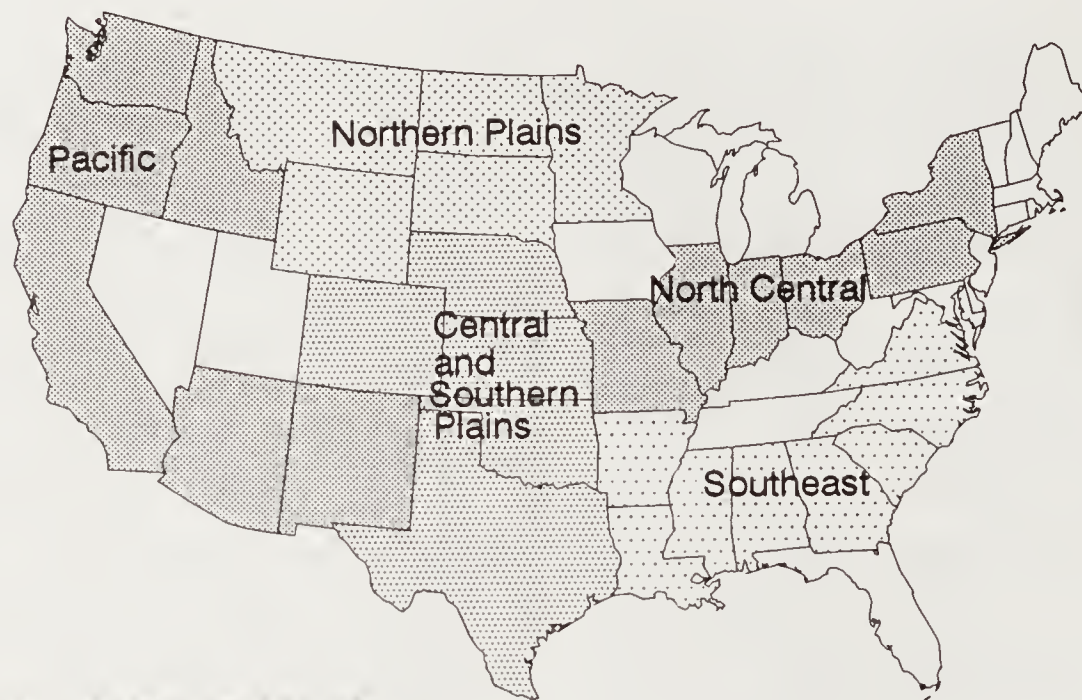 Northern Plains
Pacific
North Central
Central
and
Southern
Plains
Southeast